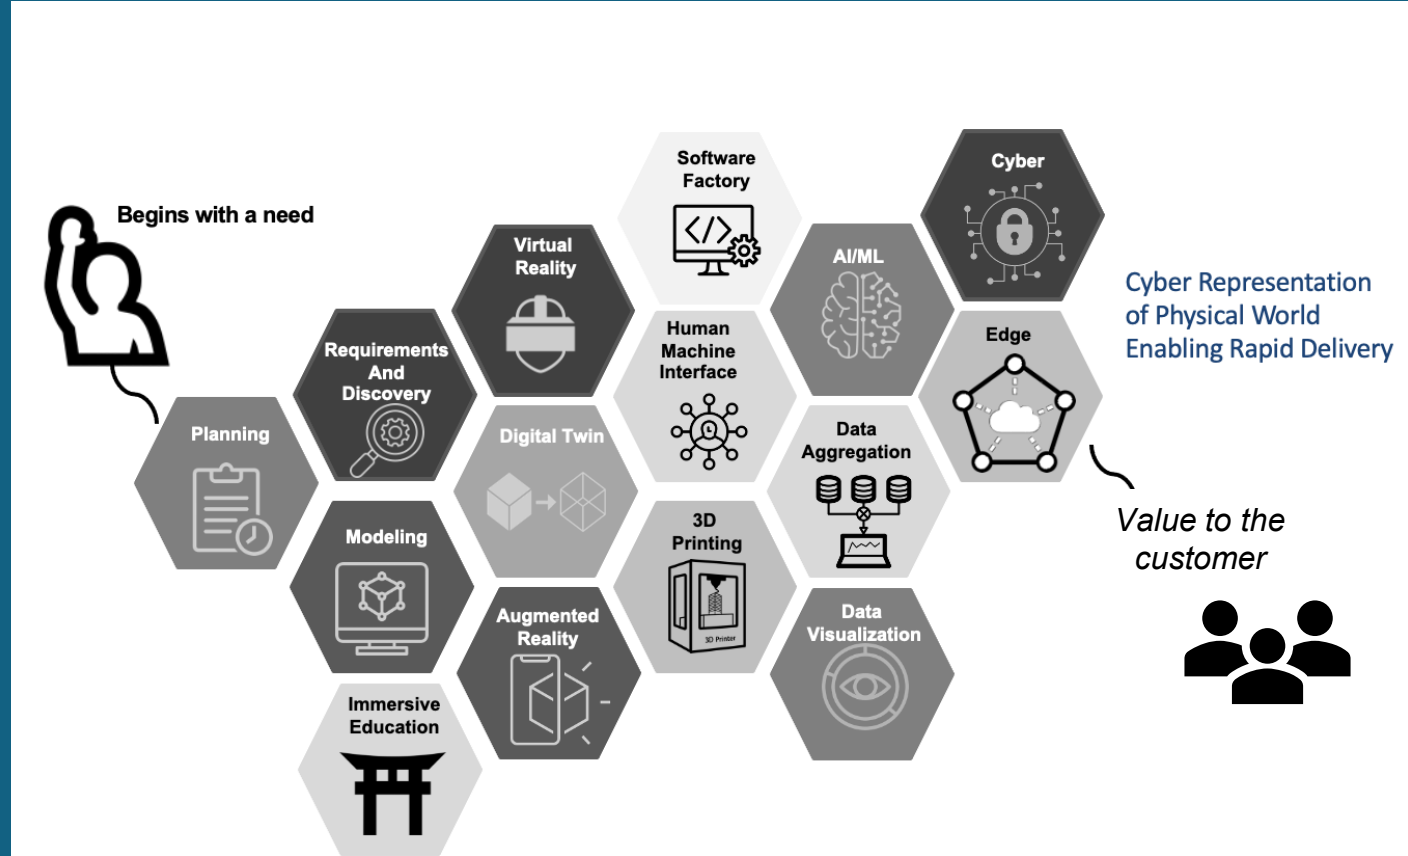 Begins with a need
Planning
Requirements
And
Discovery
Modeling
Immersive
Education
Virtual
Reality
Digital Twin
Augmented
Reality
Software
Factory
</>
Human
Machine
Interface
3D
Printing
3D Printer
AI/ML
Data
Aggregation
Data
Visualization
Cyber
Edge
Cyber Representation
of Physical World
Enabling Rapid Delivery
Value to the
customer